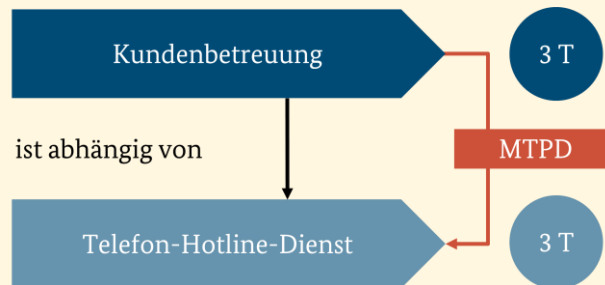 Kundenbetreuung
3 T
ist abhängig von
MTPD
Telefon-Hotline-Dienst
3 T